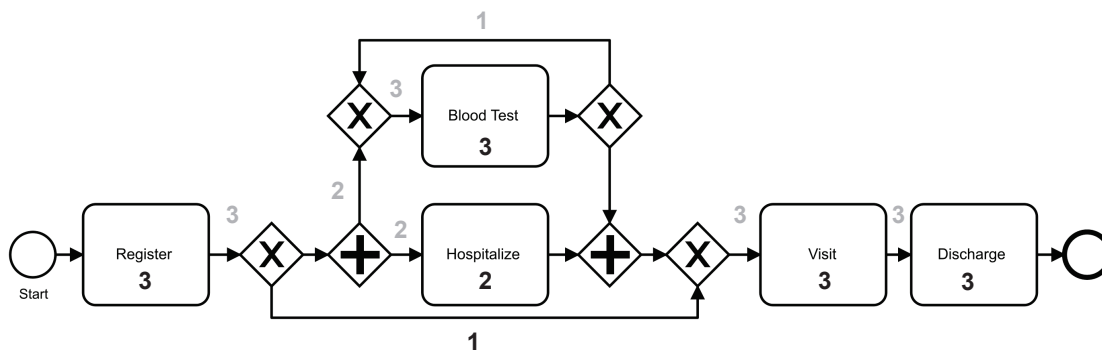 1
3
Blood Test
3
2
3
2
3
3
Register
3
X
X
X
Hospitalize
2
X
Visit
3
Discharge
3
Start
1